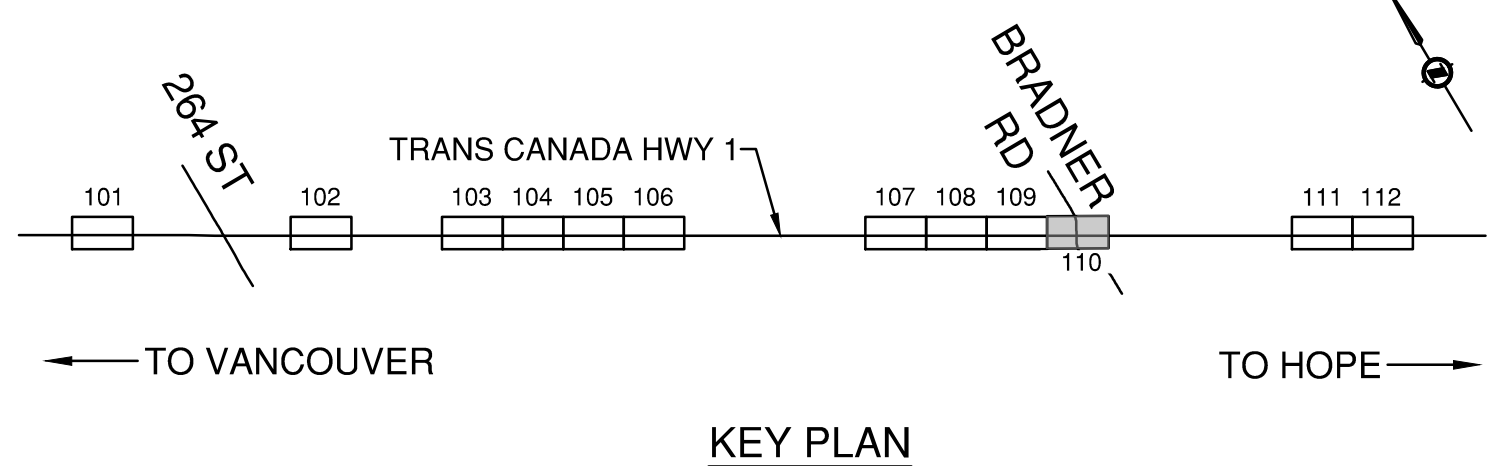 264 ST
BRADNER
RD
TRANS CANADA HWY 1
101
102
103
104
105
106
107
108
109
110
111
112
TO VANCOUVER
TO HOPE
KEY PLAN